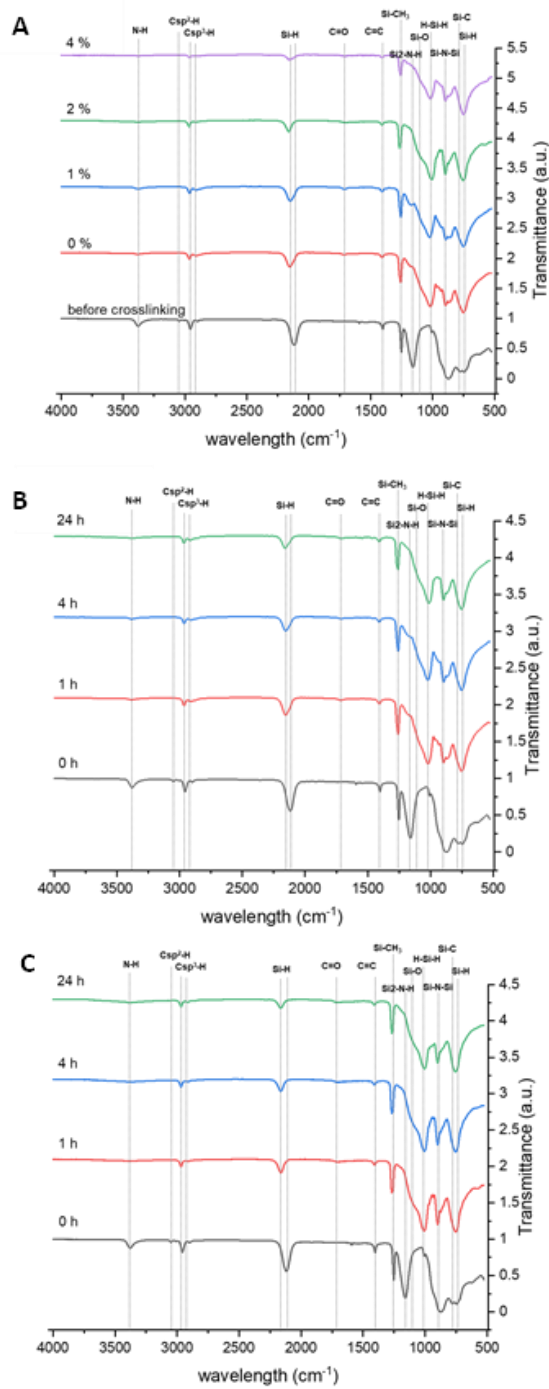 A
Si-CH3
Si-C
H-Si-H
Si-H
N-H
Csp2-H
Csp3-H
Si-H
C=O
C=C
Si-O
Si2-N-H
Si-N-Si
4 %
2 %
1 %
0 %
before crosslinking
5.5
5
4.5
4
3.5
3
2.5
2
1.5
1
0.5
0
Transmittance (a.u.)
4000 3500 3000 2500 2000 1500 1000 500
wavelength (cm-1)
B
Si-CH3
Si-C
H-Si-H
Si-H
N-H
Csp2-H
Csp3-H
Si-H
C=O
C=C
Si-O
Si2-N-H
Si-N-Si
24 h
4 h
1 h
0 h
4.5
4
3.5
3
2.5
2
1.5
1
0.5
0
Transmittance (a.u.)
4000 3500 3000 2500 2000 1500 1000 500
wavelength (cm-1)
C
Si-CH3
Si-C
H-Si-H
Si-H
N-H
Csp2-H
Csp3-H
Si-H
C=O
C=C
Si-O
Si2-N-H
Si-N-Si
24 h
4 h
1 h
0 h
4.5
4
3.5
3
2.5
2
1.5
1
0.5
0
Transmittance (a.u.)
4000 3500 3000 2500 2000 1500 1000 500
wavelength (cm-1)